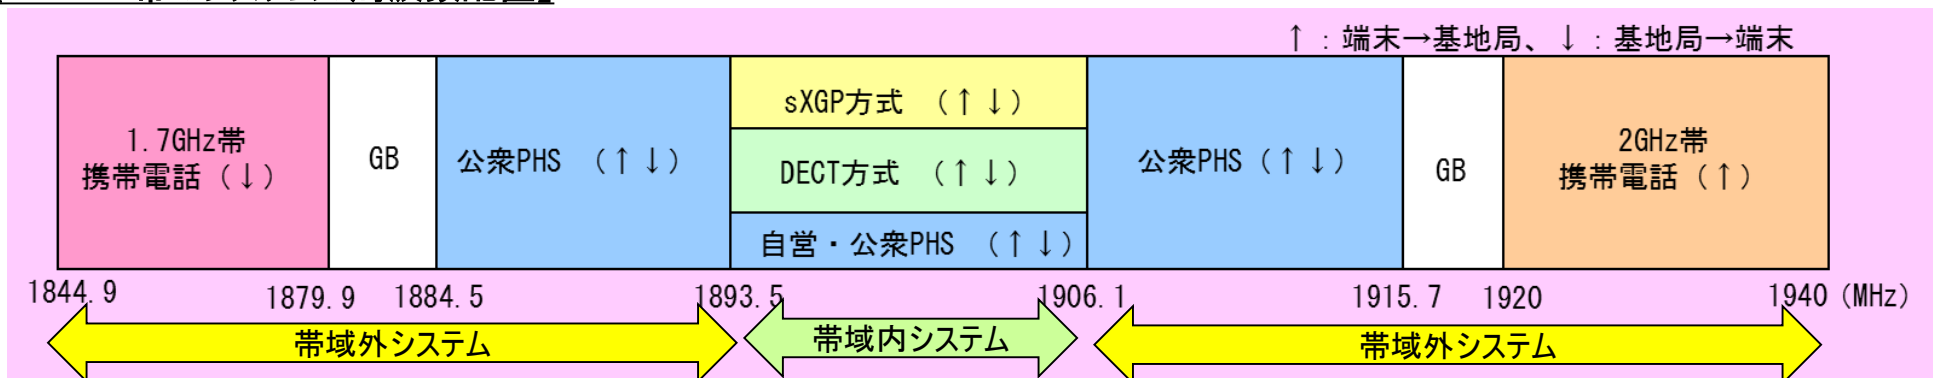 ↑：端末→基地局、↓：基地局→端末
1.7GHz帯
携帯電話（↓）
GB
公衆PHS （↑↓）
sXGP方式 （↑↓）
DECT方式 （↑↓）
自営・公衆PHS （↑↓）
公衆PHS（↑↓）
GB
2GHz帯
携帯電話（↑）
1844.9 1879.9 1884.5 1893.5 1906.1 1915.7 1920 1940（MHz）
帯域外システム 帯域内システム 帯域外システム